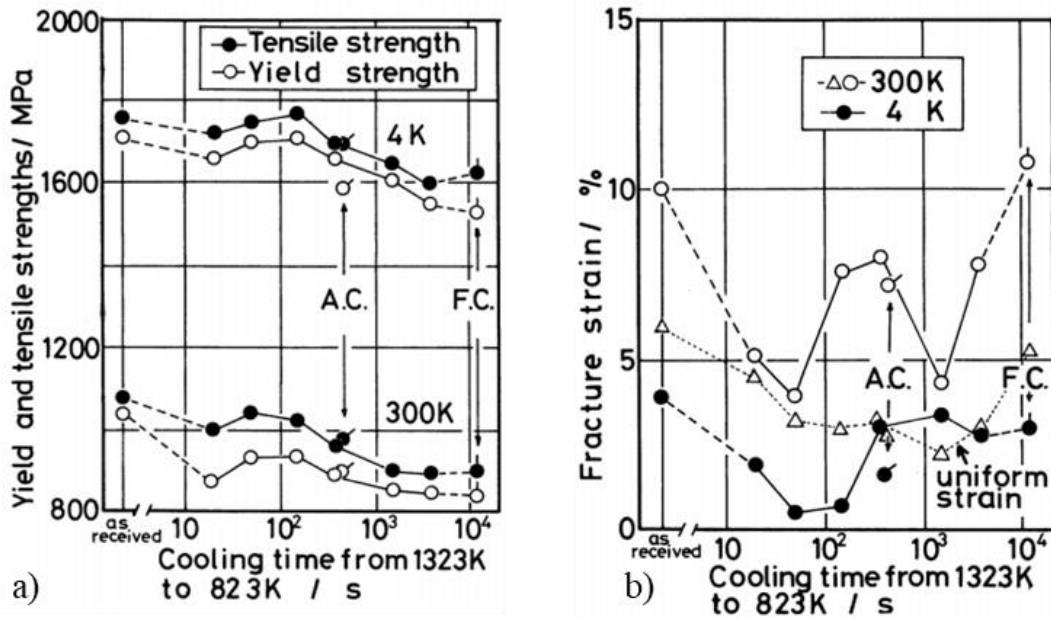 2000
1600
1200
800
Yield and tensile strengths/ MPa
Tensile strength
Yield strength
4 K
A.C.
F.C.
300K
as
received
10
10²
10³
10⁴
Cooling time from 1323K
to 823K / s
a)
10
5
0
Fracture strain / %
300K
4 K
A.C.
F.C.
uniform
strain
as
received
10
10²
10³
10⁴
Cooling time from 1323K
to 823K / s
b)